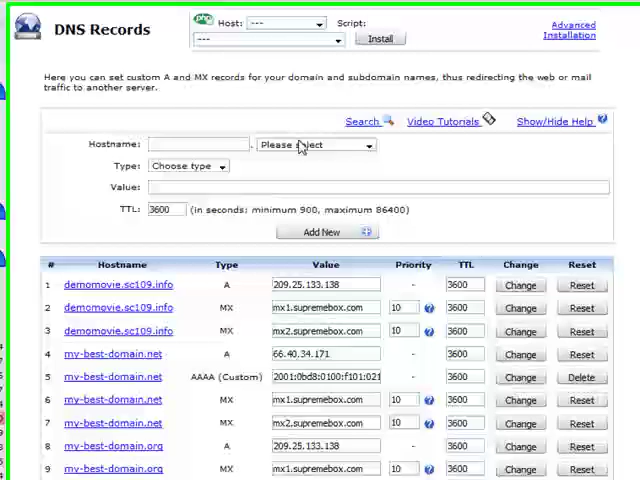 DNS Records
php Host: --- Script:
--- Install
Advanced
Installation
Here you can set custom A and MX records for your domain and subdomain names, thus redirecting the web or mail
traffic to another server.
Search Video Tutorials Show/Hide Help
Hostname: . Please select
Type: Choose type
Value:
TTL: 3600 (in seconds; minimum 900, maximum 86400)
Add New
# Hostname Type Value Priority TTL Change Reset
1 demomovie.sc109.info A 209.25.133.138 - 3600 Change Reset
2 demomovie.sc109.info MX mx1.supremebox.com 10 3600 Change Reset
3 demomovie.sc109.info MX mx2.supremebox.com 10 3600 Change Reset
4 my-best-domain.net A 66.40.34.171 - 3600 Change Reset
5 my-best-domain.net AAAA (Custom) 2001:0bd8:0100:f101:021 - 3600 Change Delete
6 my-best-domain.net MX mx1.supremebox.com 10 3600 Change Reset
7 my-best-domain.net MX mx2.supremebox.com 10 3600 Change Reset
8 my-best-domain.org A 209.25.133.138 - 3600 Change Reset
9 my-best-domain.org MX mx1.supremebox.com 10 3600 Change Reset